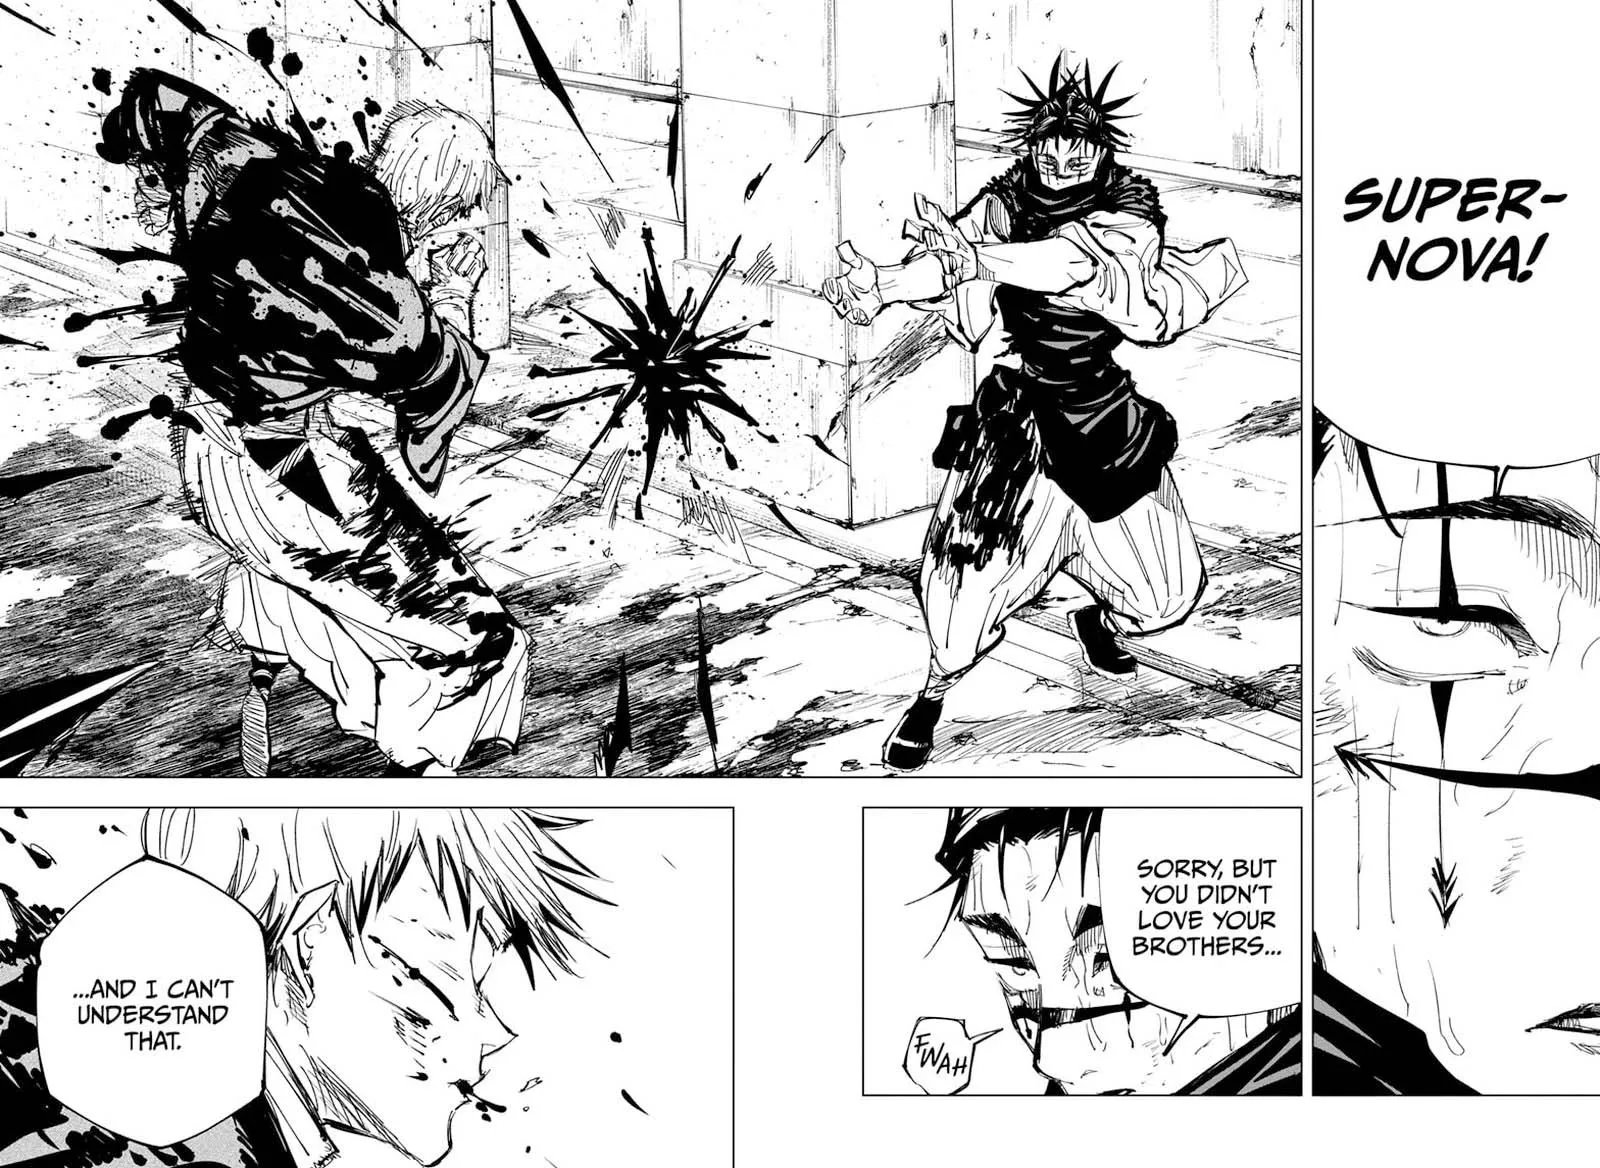 SUPER-
NOVA!
SORRY, BUT
YOU DIDN'T
LOVE YOUR
BROTHERS...
FWAH
...AND I CAN'T
UNDERSTAND
THAT.